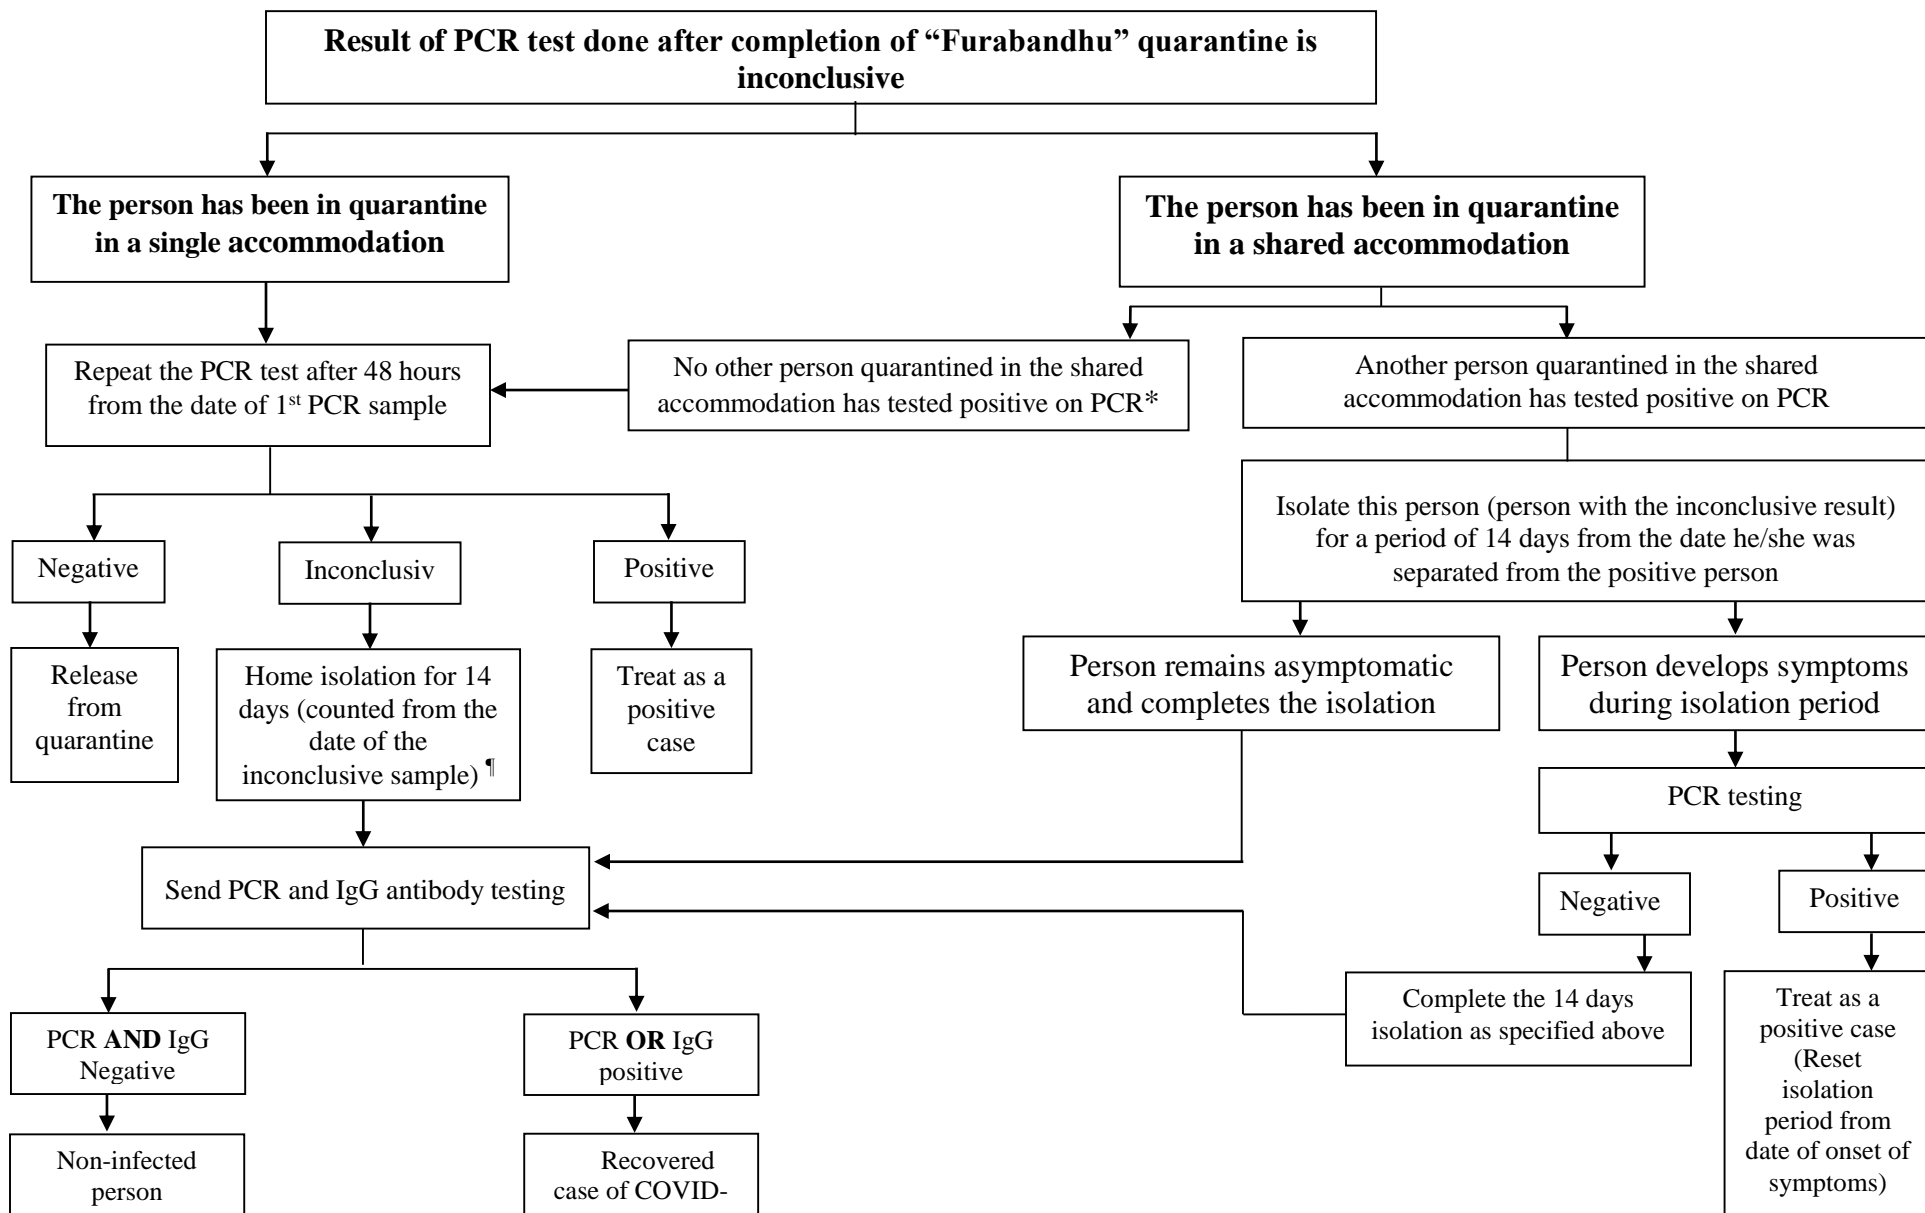 Result of PCR test done after completion of “Furabandhu” quarantine is
inconclusive
The person has been in quarantine
in a single accommodation
The person has been in quarantine
in a shared accommodation
Repeat the PCR test after 48 hours
from the date of 1st PCR sample
No other person quarantined in the shared
accommodation has tested positive on PCR*
Another person quarantined in the shared
accommodation has tested positive on PCR
Isolate this person (person with the inconclusive result)
for a period of 14 days from the date he/she was
separated from the positive person
Negative
Inconclusiv
Positive
Release
from
quarantine
Home isolation for 14
days (counted from the
date of the
inconclusive sample) ¶
Treat as a
positive
case
Person remains asymptomatic
and completes the isolation
Person develops symptoms
during isolation period
PCR testing
Send PCR and IgG antibody testing
Negative
Positive
Complete the 14 days
isolation as specified above
Treat as a
positive case
(Reset
isolation
period from
date of onset of
symptoms)
PCR AND IgG
Negative
PCR OR IgG
positive
Non-infected
person
Recovered
case of COVID-